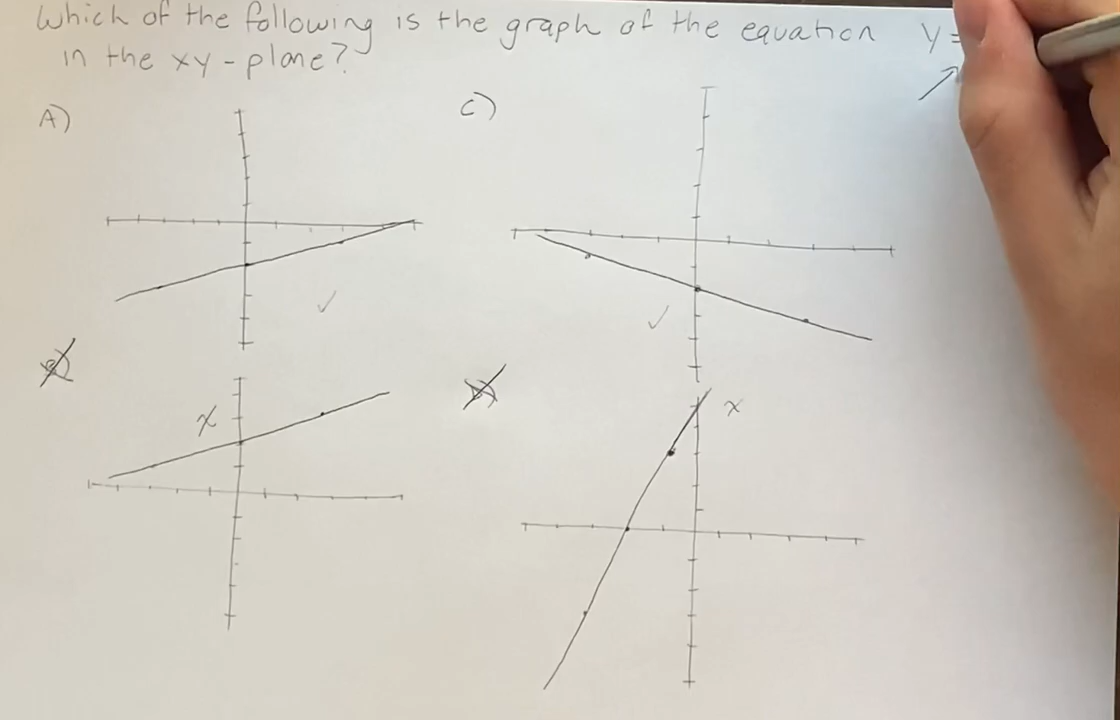 Which of the following is the graph of the equation y=
in the xy-plane?
A)
C)
x
x